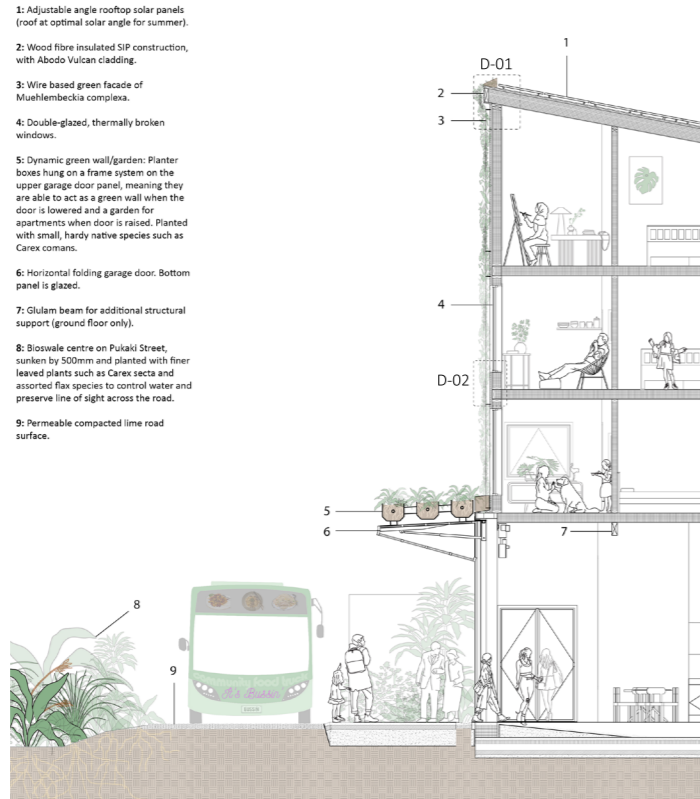 1: Adjustable angle rooftop solar panels
(roof at optimal solar angle for summer).
2: Wood fibre insulated SIP construction,
with Abodo Vulcan cladding.
3: Wire based green facade of
Muehlembeckia complexa.
4: Double-glazed, thermally broken
windows.
5: Dynamic green wall/garden: Planter
boxes hung on a frame system on the
upper garage door panel, meaning they
are able to act as a green wall when the
door is lowered and a garden for
apartments when door is raised. Planted
with small, hardy native species such as
Carex comans.
6: Horizontal folding garage door. Bottom
panel is glazed.
7: Glulam beam for additional structural
support (ground floor only).
8: Bioswale centre on Pukaki Street,
sunken by 500mm and planted with finer
leaved plants such as Carex secta and
assorted flax species to control water and
preserve line of sight across the road.
9: Permeable compacted lime road
surface.
1
D-01
2
3
4
D-02
5
6
7
8
9